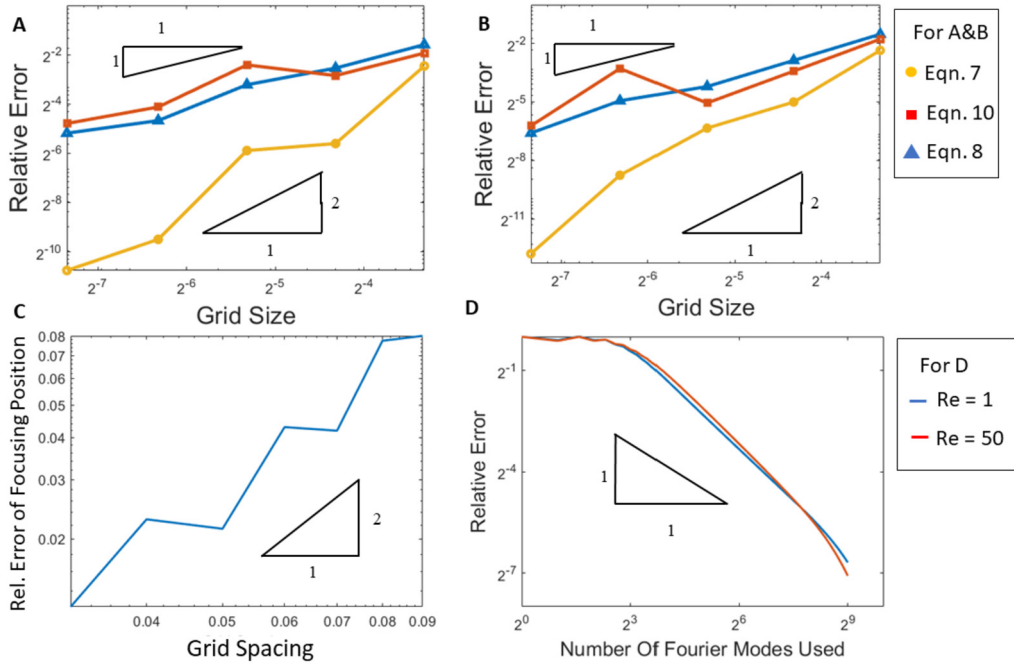 A
Relative Error
2^-2
2^-4
2^-6
2^-8
2^-10
1
1
2
1
2^-7
2^-6
2^-5
2^-4
Grid Size
B
Relative Error
2^-2
2^-5
2^-8
2^-11
1
1
2
1
2^-7
2^-6
2^-5
2^-4
Grid Size
For A&B
Eqn. 7
Eqn. 10
Eqn. 8
C
Rel. Error of Focusing Position
0.08
0.07
0.06
0.05
0.04
0.03
0.02
2
1
0.04
0.05
0.06
0.07
0.08
0.09
Grid Spacing
D
Relative Error
2^-1
2^-4
2^-7
1
1
2^0
2^3
2^6
2^9
Number Of Fourier Modes Used
For D
Re = 1
Re = 50